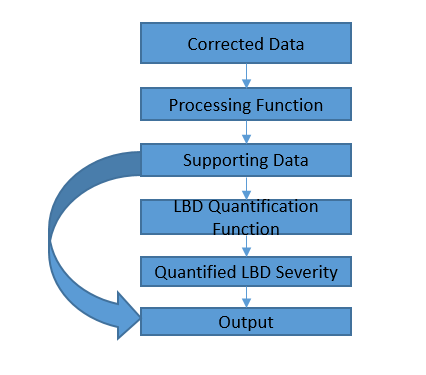 Corrected Data
Processing Function
Supporting Data
LBD Quantification
Function
Quantified LBD Severity
Output